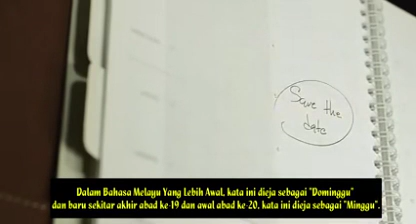 Save the
date
Dalam Bahasa Melayu Yang Lebih Awal, kata ini dieja sebagai "Dominggu"
dan baru sekitar akhir abad ke-19 dan awal abad ke-20, kata ini dieja sebagai "Minggu".